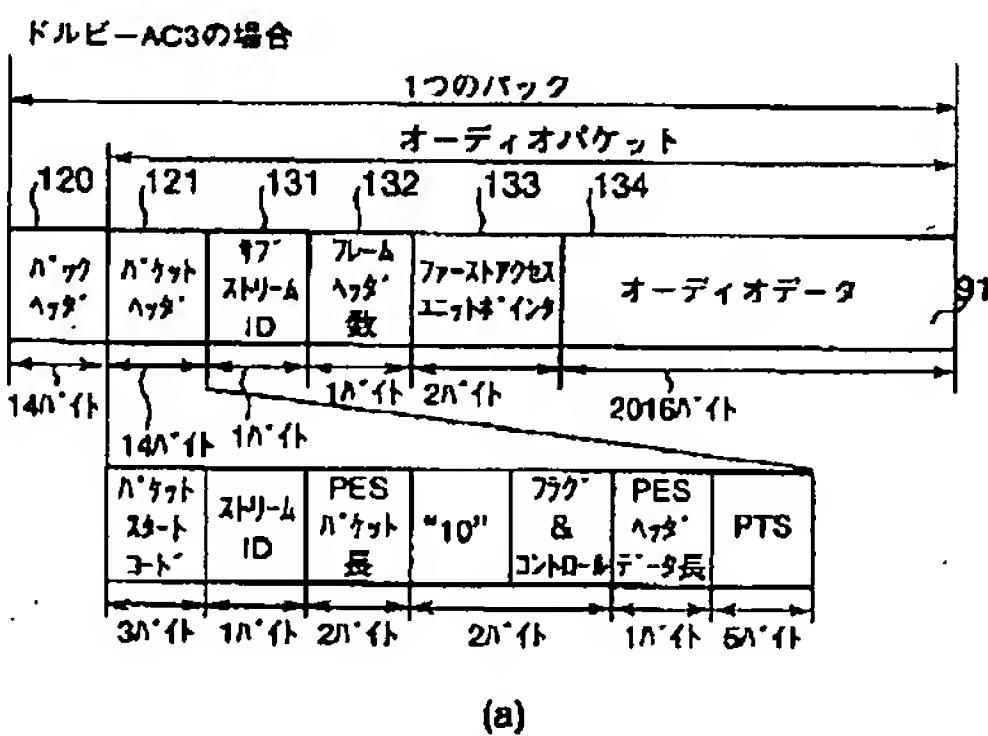 ドルビーAC3の場合
1つのパック
オーディオパケット
120 121 131 132 133 134
パック
ヘッダ
パケット
ヘッダ
サブ
ストリーム
ID
フレーム
ヘッダ
数
ファーストアクセス
ユニットポインタ
オーディオデータ
91
14バイト
14バイト
1バイト
1バイト
2バイト
2016バイト
パケット
スタート
コード
ストリーム
ID
PES
パケット
長
“10”
フラグ
&
コントロール
PES
ヘッダ
データ長
PTS
3バイト
1バイト
2バイト
2バイト
1バイト
5バイト
(a)